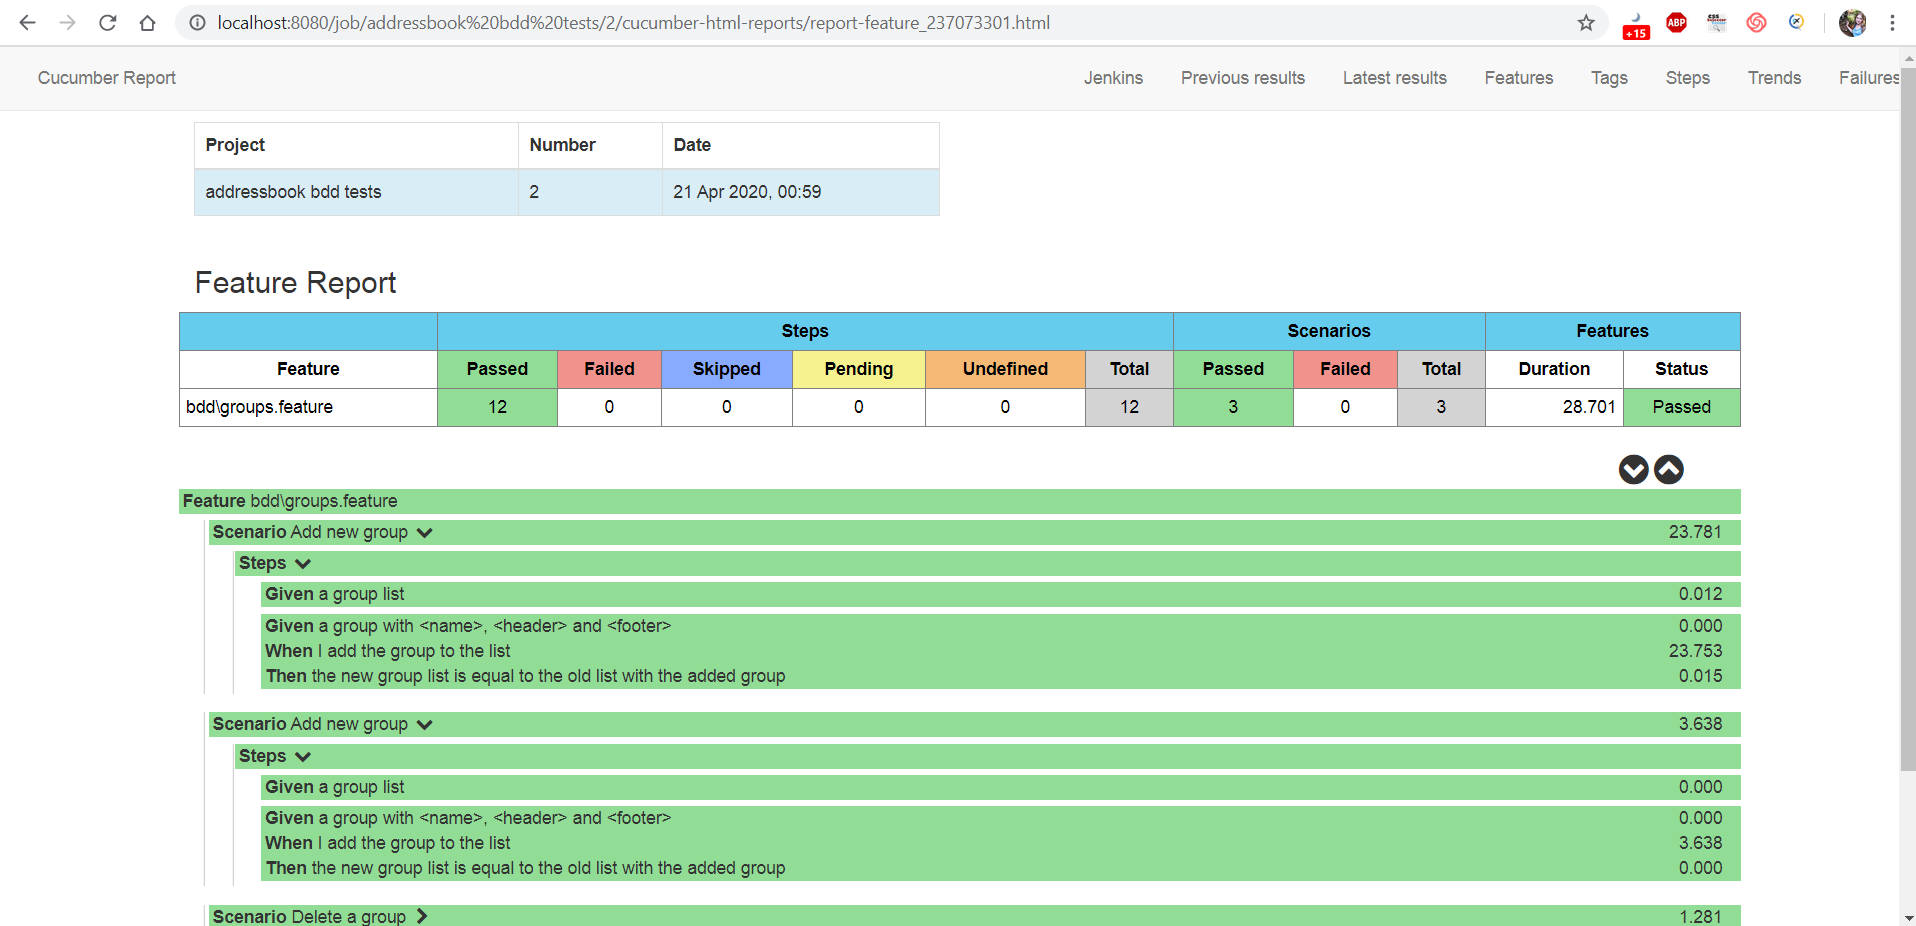 localhost:8080/job/addressbook%20bdd%20tests/2/cucumber-html-reports/report-feature_237073301.html
+15
ABP
CSS
Cucumber Report Jenkins Previous results Latest results Features Tags Steps Trends Failures
Project Number Date
addressbook bdd tests 2 21 Apr 2020, 00:59
Feature Report
Steps Scenarios Features
Feature Passed Failed Skipped Pending Undefined Total Passed Failed Total Duration Status
bdd\groups.feature 12 0 0 0 0 12 3 0 3 28.701 Passed
Feature bdd\groups.feature
Scenario Add new group 23.781
Steps
Given a group list 0.012
Given a group with <name>, <header> and <footer> 0.000
When I add the group to the list 23.753
Then the new group list is equal to the old list with the added group 0.015
Scenario Add new group 3.638
Steps
Given a group list 0.000
Given a group with <name>, <header> and <footer> 0.000
When I add the group to the list 3.638
Then the new group list is equal to the old list with the added group 0.000
Scenario Delete a group 1.281